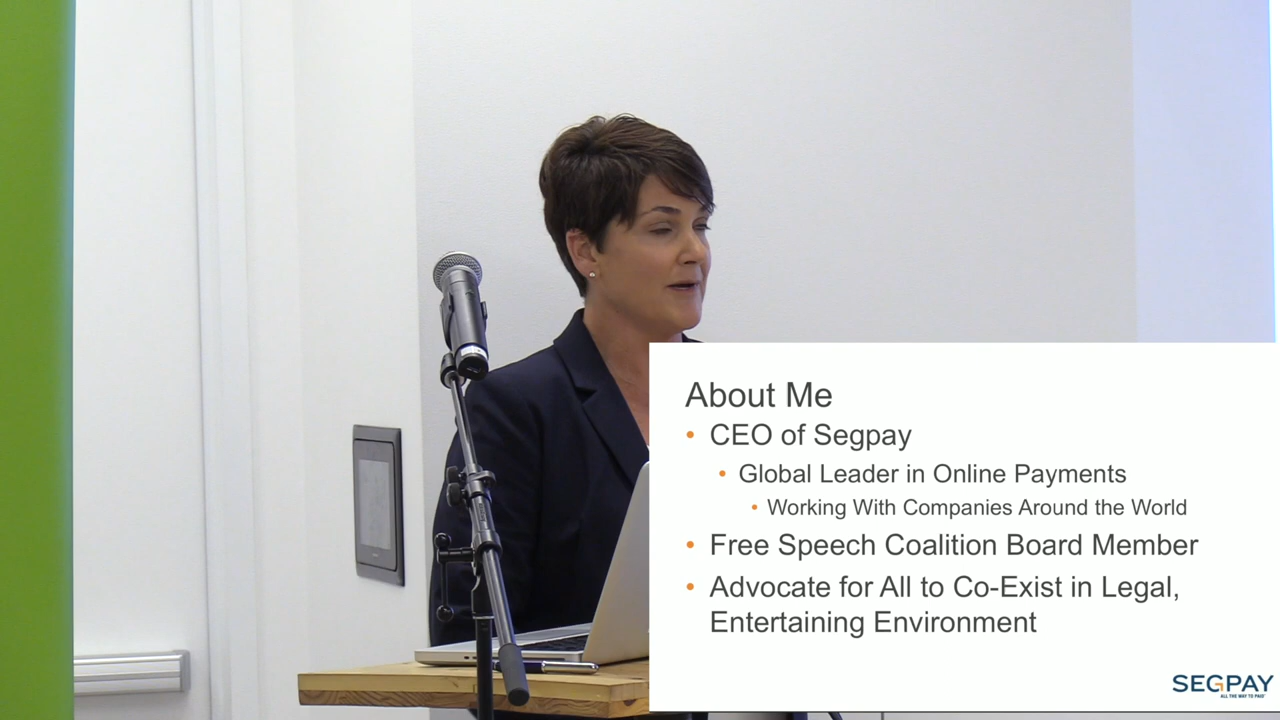 About Me
• CEO of Segpay
• Global Leader in Online Payments
• Working With Companies Around the World
• Free Speech Coalition Board Member
• Advocate for All to Co-Exist in Legal,
Entertaining Environment
SEGPAY
ALL THE WAY TO PAID